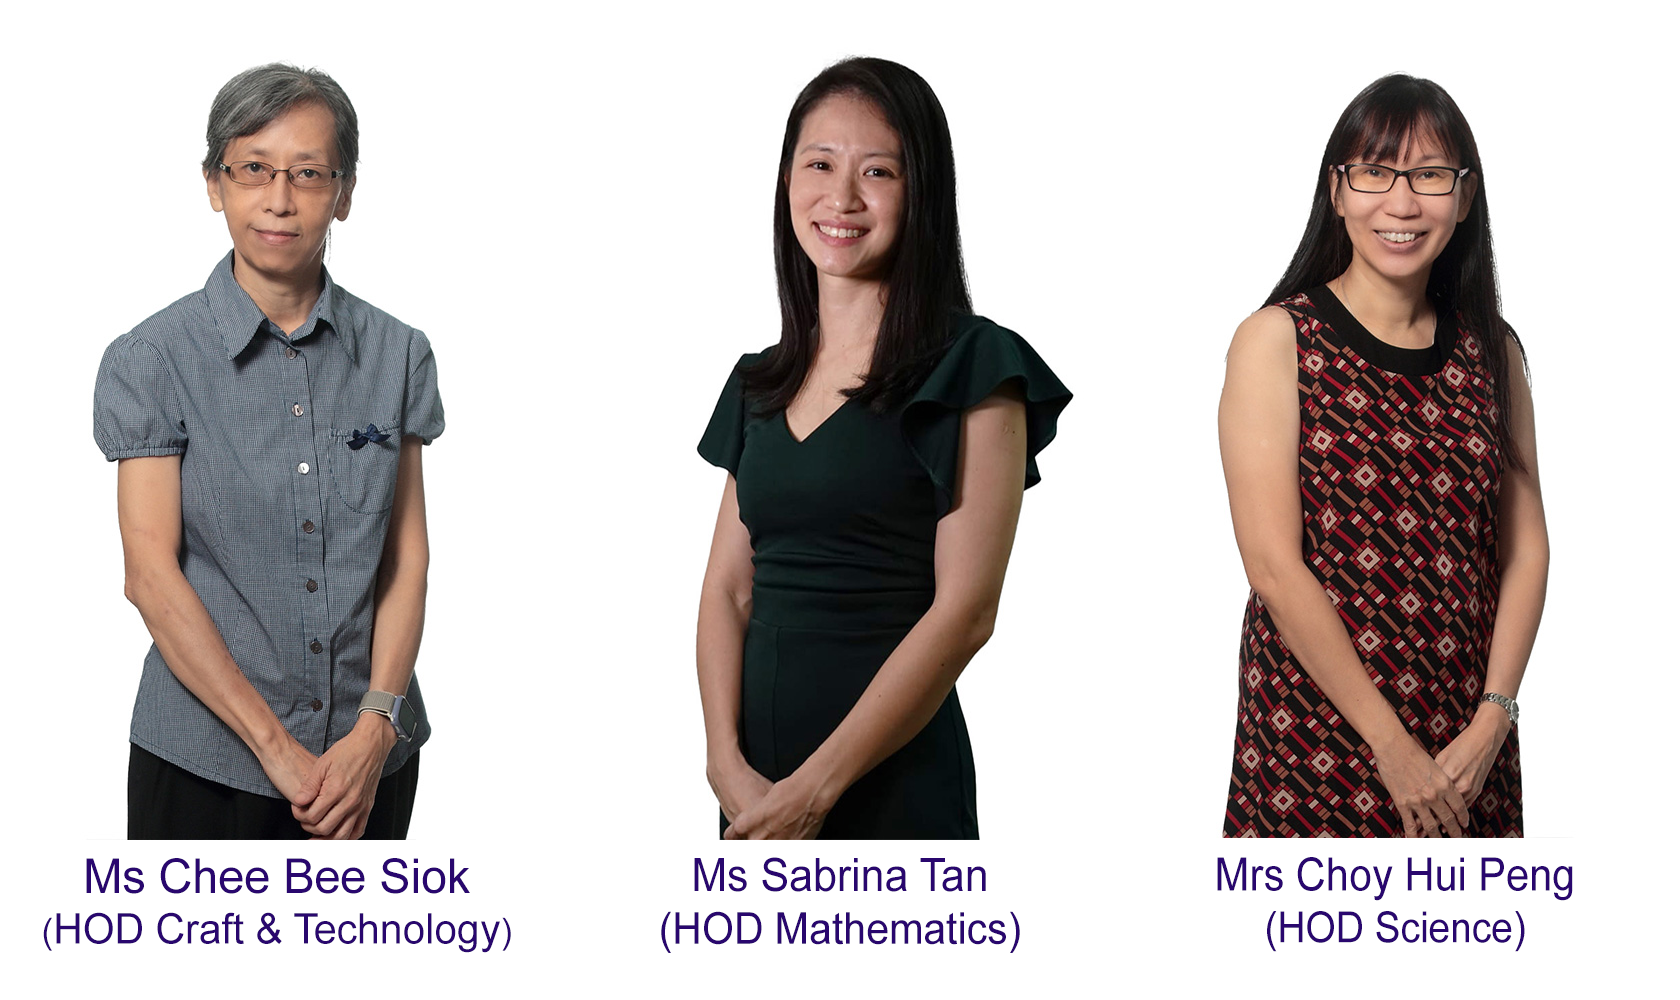 Ms Chee Bee Siok
(HOD Craft & Technology)
Ms Sabrina Tan
(HOD Mathematics)
Mrs Choy Hui Peng
(HOD Science)